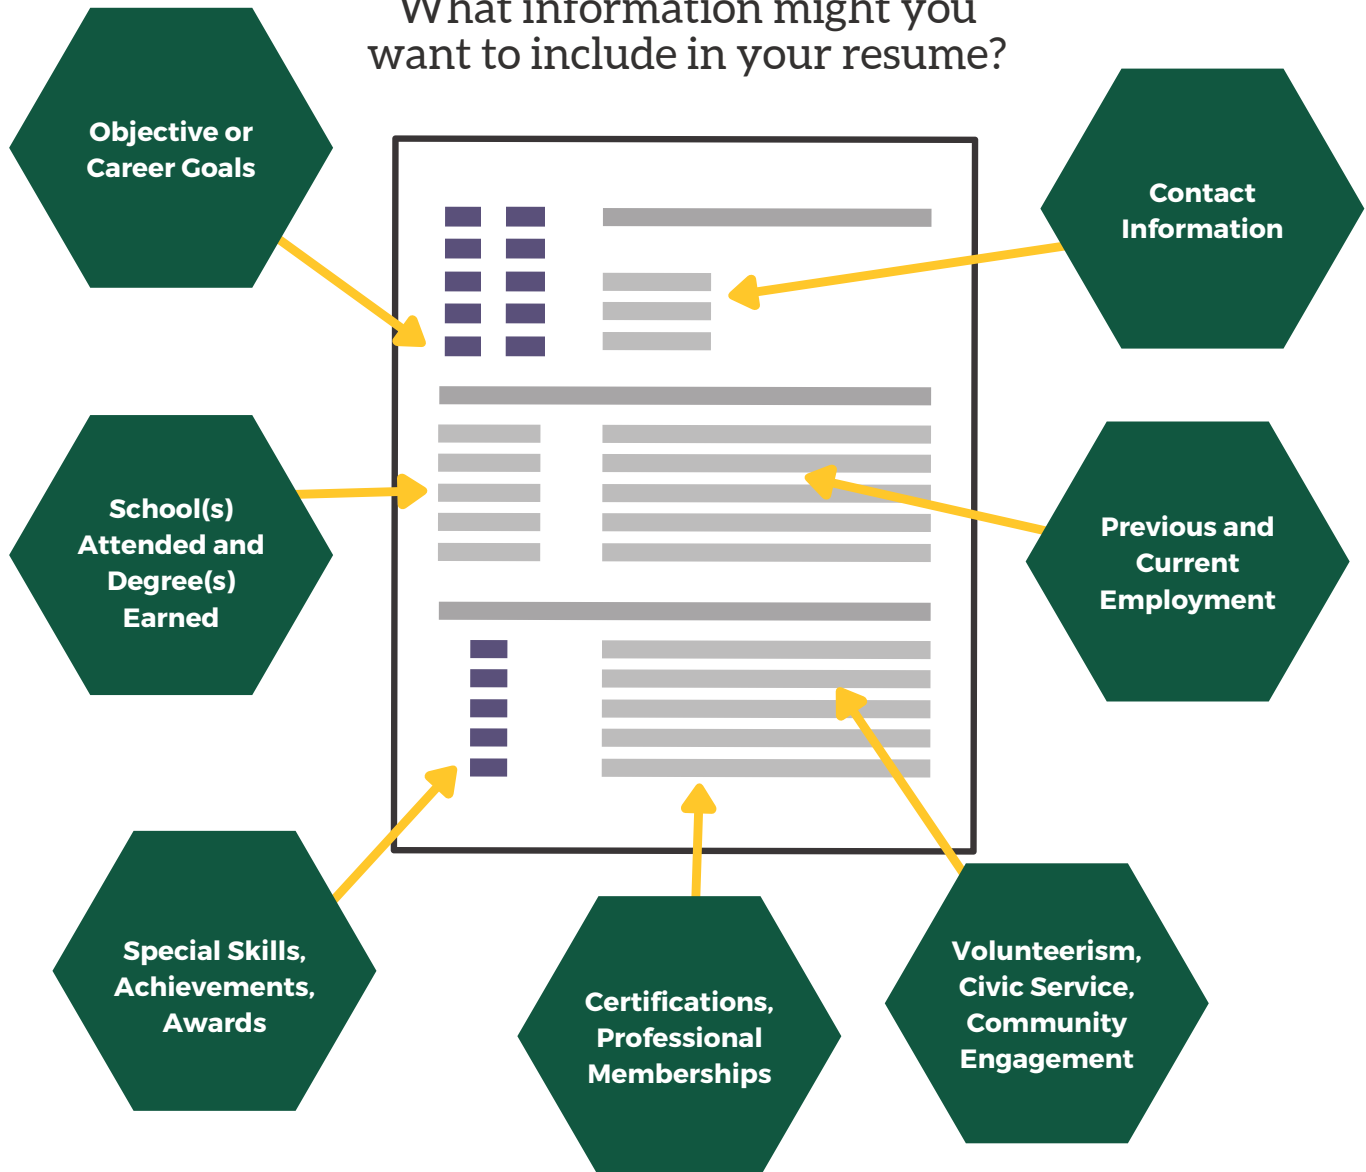 What information might you
want to include in your resume?
Objective or
Career Goals
Contact
Information
School(s)
Attended and
Degree(s)
Earned
Previous and
Current
Employment
Special Skills,
Achievements,
Awards
Certifications,
Professional
Memberships
Volunteerism,
Civic Service,
Community
Engagement